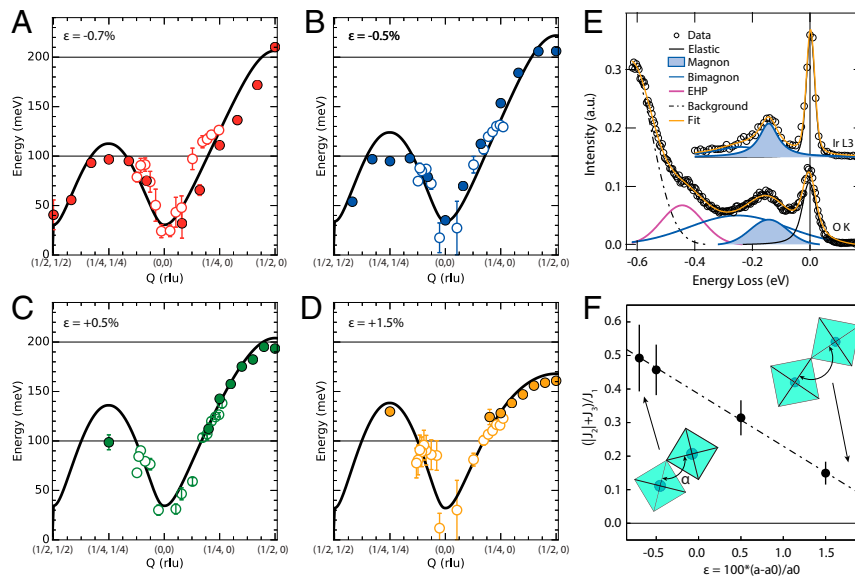 A
ε = -0.7%
Energy (meV)
200
150
100
50
0
(1/2, 1/2)
(1/4, 1/4)
(0,0)
(1/4, 0)
(1/2, 0)
Q (rlu)
B
ε = -0.5%
Energy (meV)
200
150
100
50
0
(1/2, 1/2)
(1/4, 1/4)
(0,0)
(1/4, 0)
(1/2, 0)
Q (rlu)
E
Data
Elastic
Magnon
Bimagnon
EHP
Background
Fit
Ir L3
O K
Intensity (a.u.)
0.3
0.2
0.1
0.0
-0.6
-0.4
-0.2
0.0
Energy Loss (eV)
C
ε = +0.5%
Energy (meV)
200
150
100
50
0
(1/2, 1/2)
(1/4, 1/4)
(0,0)
(1/4, 0)
(1/2, 0)
Q (rlu)
D
ε = +1.5%
Energy (meV)
200
150
100
50
0
(1/2, 1/2)
(1/4, 1/4)
(0,0)
(1/4, 0)
(1/2, 0)
Q (rlu)
F
(|J2|+J3)/J1
0.6
0.5
0.4
0.3
0.2
0.1
0.0
α
-0.5
0.0
0.5
1.0
1.5
ε = 100*(a-a0)/a0